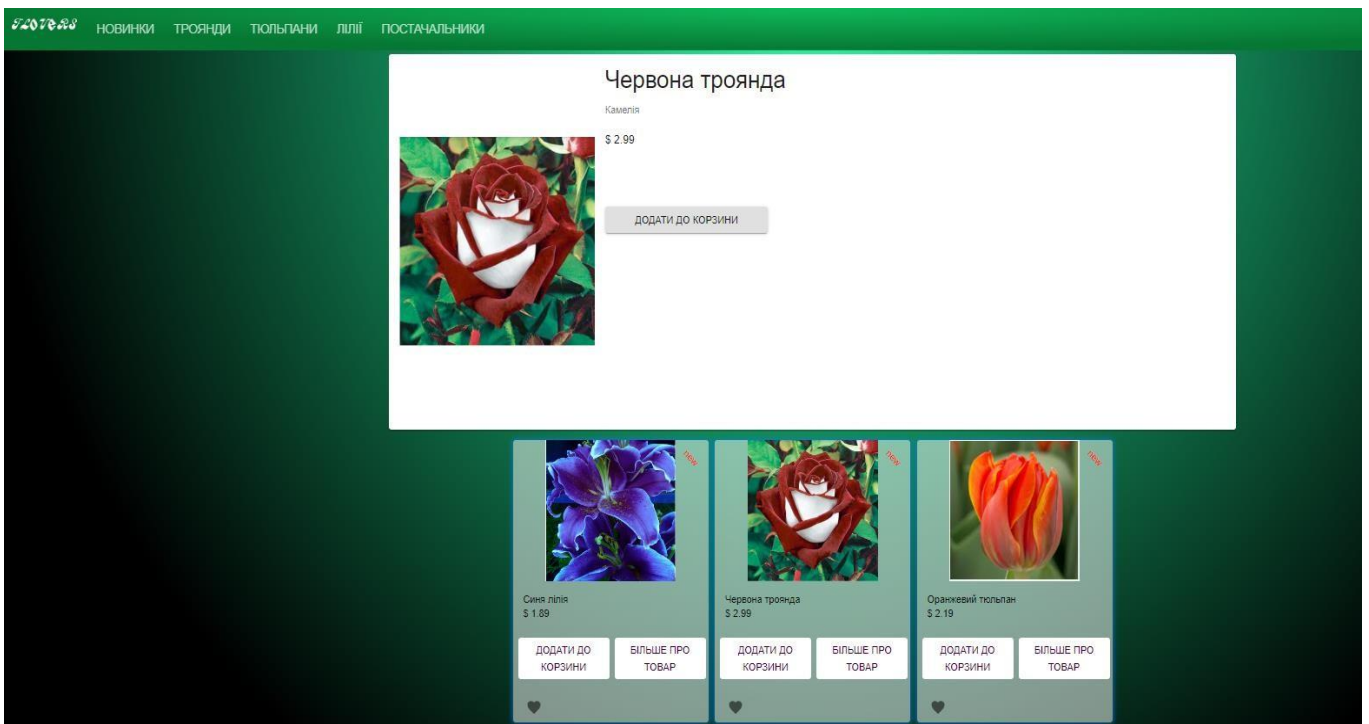 FLOWERS НОВИНКИ ТРОЯНДИ ТЮЛЬПАНИ ЛІЛІЇ ПОСТАЧАЛЬНИКИ
Червона троянда
Камелія
$ 2.99
ДОДАТИ ДО КОРЗИНИ
new new new
Синя лілія Червона троянда Оранжевий тюльпан
$ 1.89 $ 2.99 $ 2.19
ДОДАТИ ДО БІЛЬШЕ ПРО ДОДАТИ ДО БІЛЬШЕ ПРО ДОДАТИ ДО БІЛЬШЕ ПРО
КОРЗИНИ ТОВАР КОРЗИНИ ТОВАР КОРЗИНИ ТОВАР